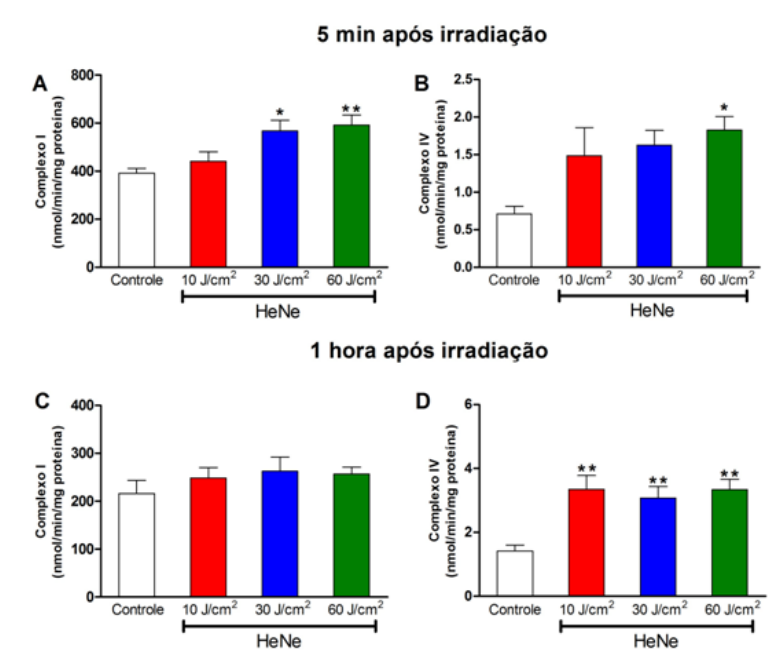 5 min após irradiação
A
Complexo I
(nmol/min/mg proteína)
800
600
400
200
0
*
**
Controle 10 J/cm² 30 J/cm² 60 J/cm²
HeNe
B
Complexo IV
(nmol/min/mg proteína)
2.5
2.0
1.5
1.0
0.5
0.0
*
Controle 10 J/cm² 30 J/cm² 60 J/cm²
HeNe
1 hora após irradiação
C
Complexo I
(nmol/min/mg proteína)
400
300
200
100
0
Controle 10 J/cm² 30 J/cm² 60 J/cm²
HeNe
D
Complexo IV
(nmol/min/mg proteína)
6
4
2
0
**
**
**
Controle 10 J/cm² 30 J/cm² 60 J/cm²
HeNe